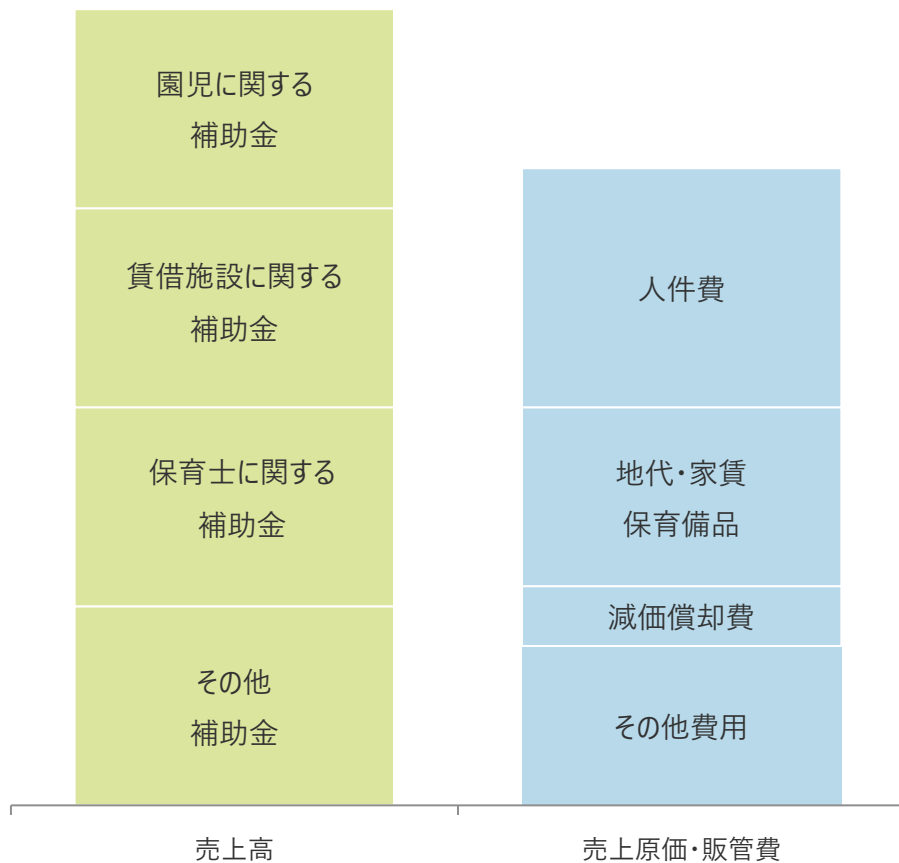 園児に関する
補助金
賃借施設に関する
補助金
保育士に関する
補助金
その他
補助金
売上高
人件費
地代・家賃
保育備品
減価償却費
その他費用
売上原価・販管費